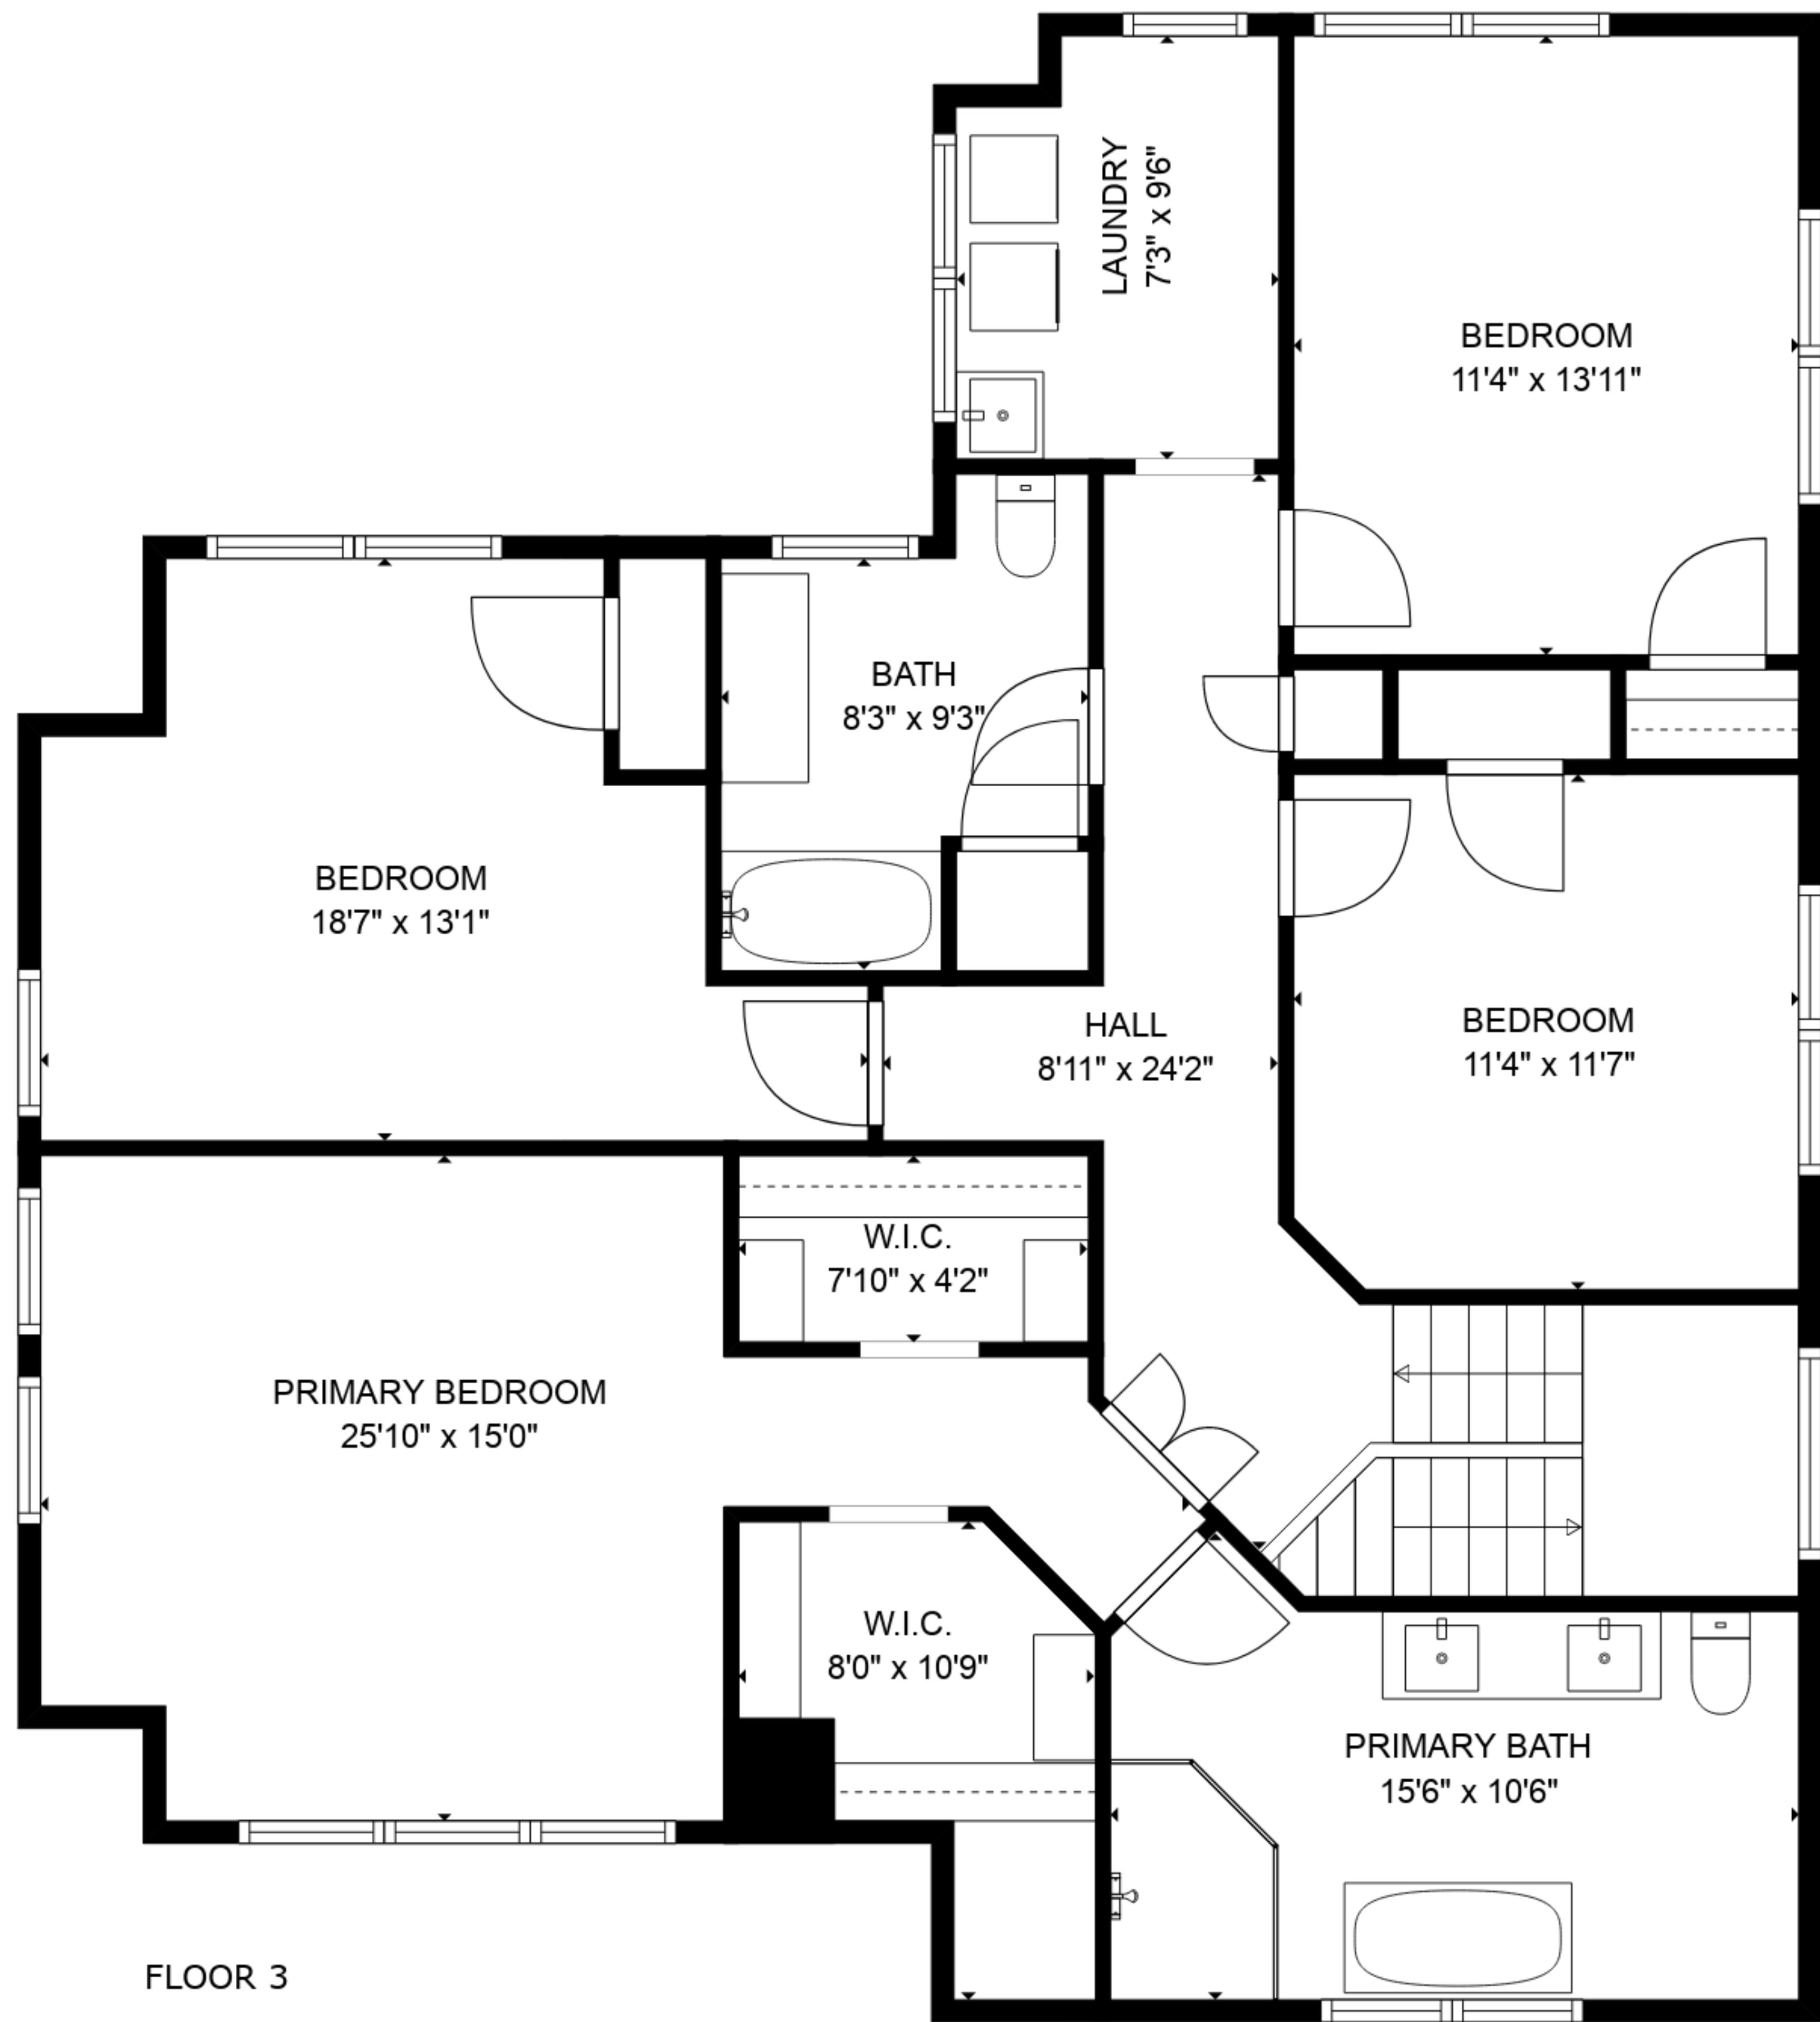 LAUNDRY
7'3" x 9'6"
BEDROOM
11'4" x 13'11"
BATH
8'3" x 9'3"
BEDROOM
18'7" x 13'1"
HALL
8'11" x 24'2"
BEDROOM
11'4" x 11'7"
W.I.C.
7'10" x 4'2"
PRIMARY BEDROOM
25'10" x 15'0"
W.I.C.
8'0" x 10'9"
PRIMARY BATH
15'6" x 10'6"
FLOOR 3